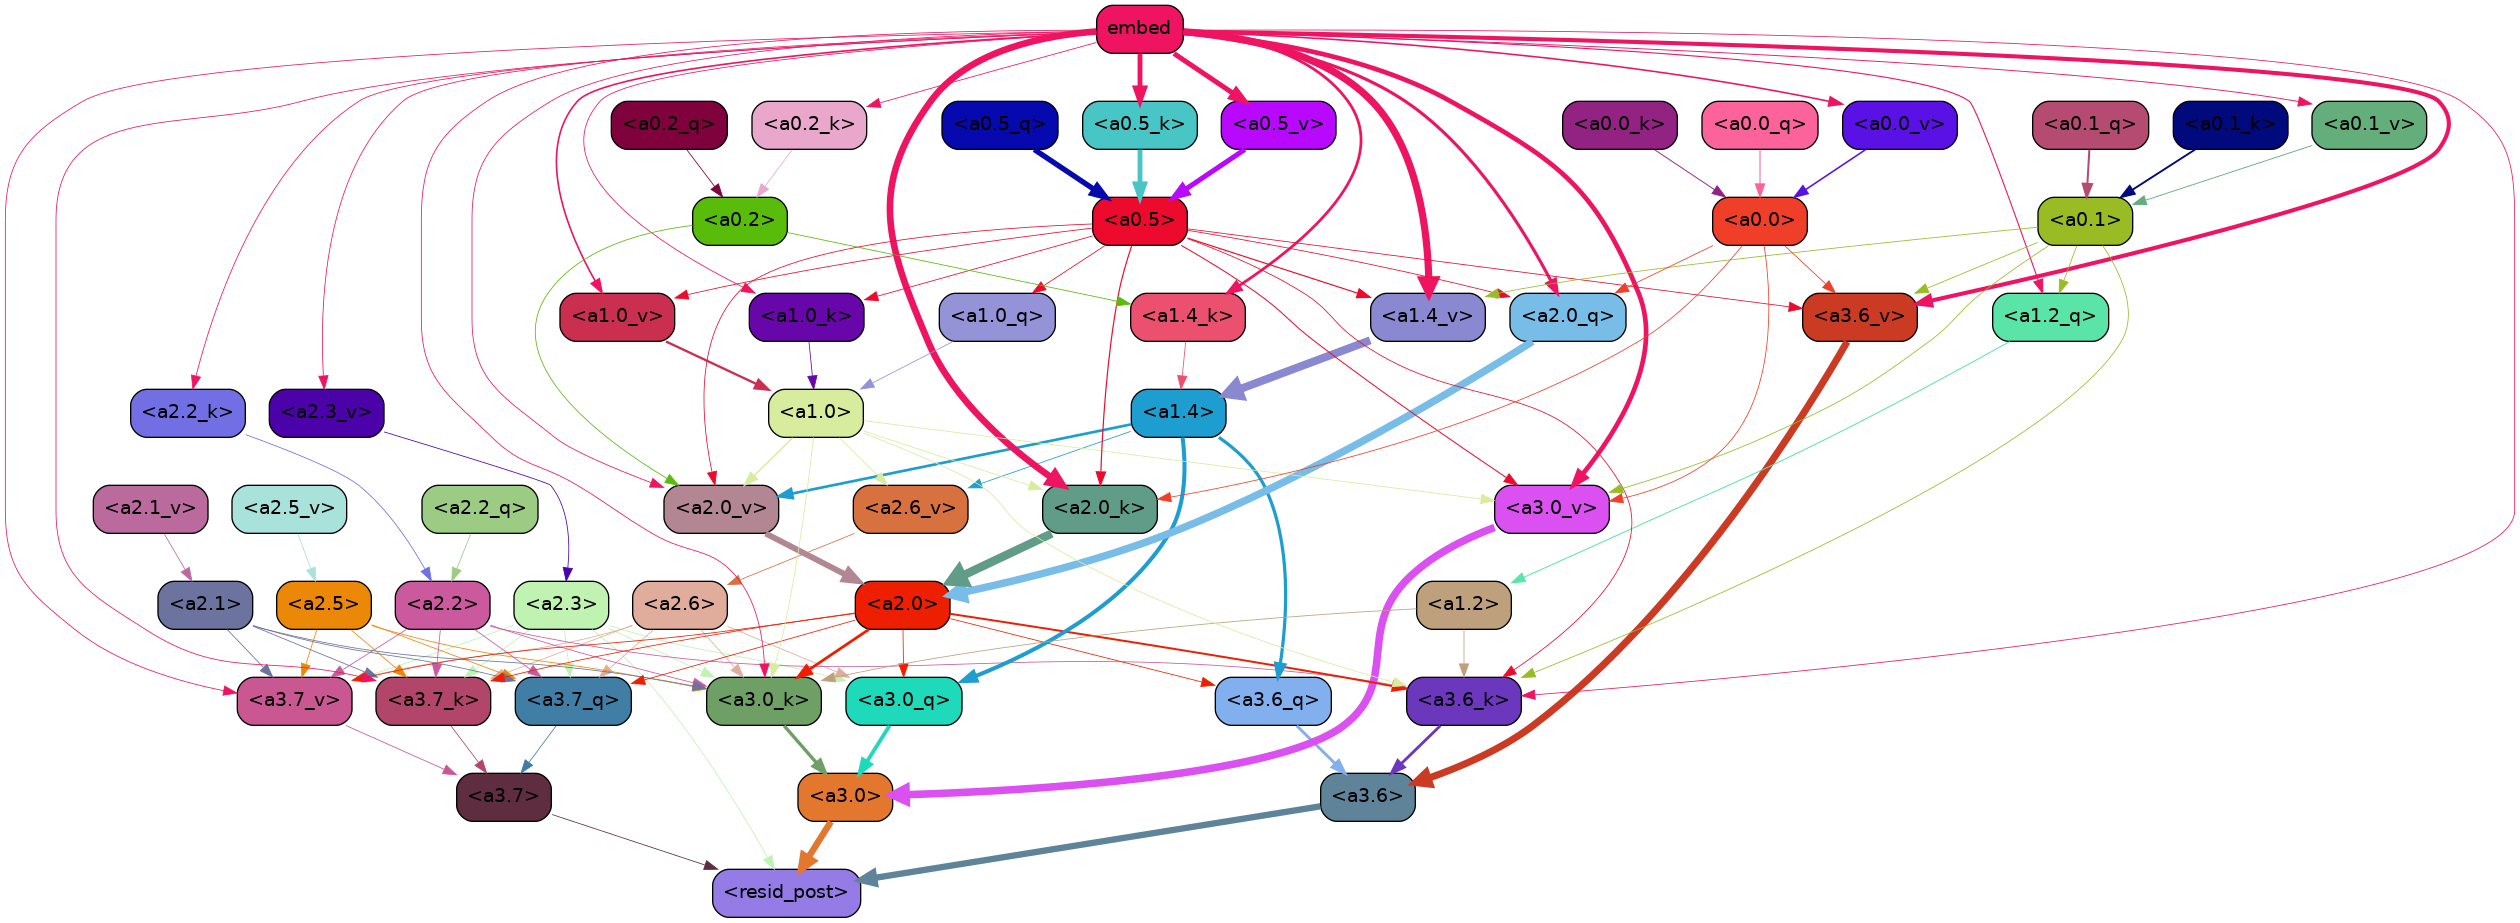 embed
<a0.2_q>
<a0.2_k>
<a0.5_q>
<a0.5_k>
<a0.5_v>
<a0.0_k>
<a0.0_q>
<a0.0_v>
<a0.1_q>
<a0.1_k>
<a0.1_v>
<a0.2>
<a0.5>
<a0.0>
<a0.1>
<a1.0_v>
<a1.0_k>
<a1.0_q>
<a1.4_k>
<a1.4_v>
<a2.0_q>
<a3.6_v>
<a1.2_q>
<a2.2_k>
<a2.3_v>
<a1.0>
<a1.4>
<a2.1_v>
<a2.5_v>
<a2.2_q>
<a2.0_v>
<a2.6_v>
<a2.0_k>
<a3.0_v>
<a2.1>
<a2.5>
<a2.2>
<a2.3>
<a2.6>
<a2.0>
<a1.2>
<a3.7_v>
<a3.7_k>
<a3.7_q>
<a3.0_k>
<a3.0_q>
<a3.6_q>
<a3.6_k>
<a3.7>
<a3.0>
<a3.6>
<resid_post>